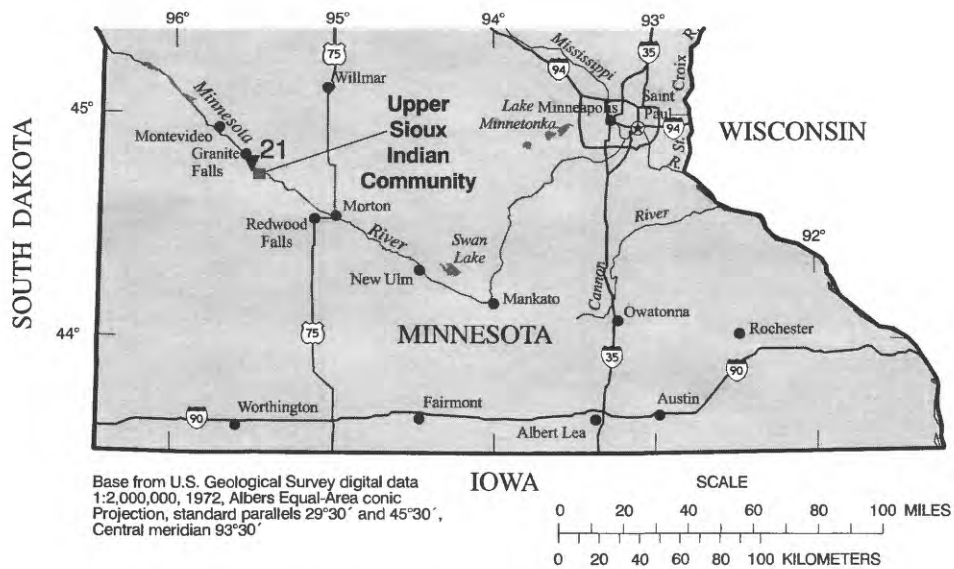 96°
95°
94°
93°
75
Willmar
94
Mississippi
35
R.
St. Croix
45°
Minnesota
Upper
Sioux
Indian
Community
Lake
Minnetonka
Minneapolis
Saint
Paul
94
R.
WISCONSIN
Montevideo
Granite
Falls
21
SOUTH DAKOTA
Morton
Redwood
Falls
River
Swan
Lake
New Ulm
Mankato
River
Cannon
92°
Owatonna
Rochester
44°
75
MINNESOTA
35
90
90
Worthington
Fairmont
Albert Lea
Austin
IOWA
Base from U.S. Geological Survey digital data
1:2,000,000, 1972, Albers Equal-Area conic
Projection, standard parallels 29°30´ and 45°30´,
Central meridian 93°30´
SCALE
0 20 40 60 80 100 MILES
0 20 40 60 80 100 KILOMETERS